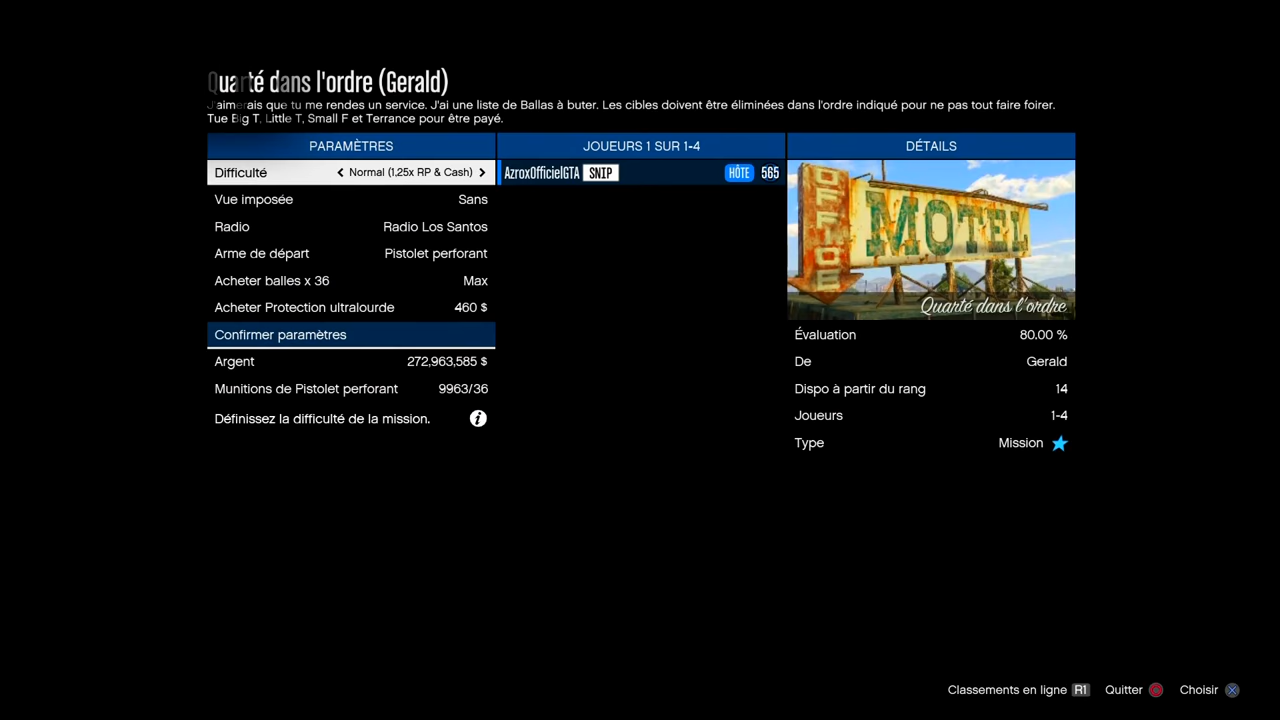 Quarté dans l'ordre (Gerald)
J'aimerais que tu me rendes un service. J'ai une liste de Ballas à buter. Les cibles doivent être éliminées dans l'ordre indiqué pour ne pas tout faire foirer.
Tue Big T, Little T, Small F et Terrance pour être payé.
PARAMÈTRES
Difficulté Normal (1,25x RP & Cash)
Vue imposée Sans
Radio Radio Los Santos
Arme de départ Pistolet perforant
Acheter balles x 36 Max
Acheter Protection ultralourde 460 $
Confirmer paramètres
Argent 272,963,585 $
Munitions de Pistolet perforant 9963/36
Définissez la difficulté de la mission. i
JOUEURS 1 SUR 1-4
AzroxOfficielGTA SNIP HÔTE 565
DÉTAILS
OFFICE
MOTEL
Quarté dans l'ordre
Évaluation 80.00 %
De Gerald
Dispo à partir du rang 14
Joueurs 1-4
Type Mission
Classements en ligne R1 Quitter Choisir